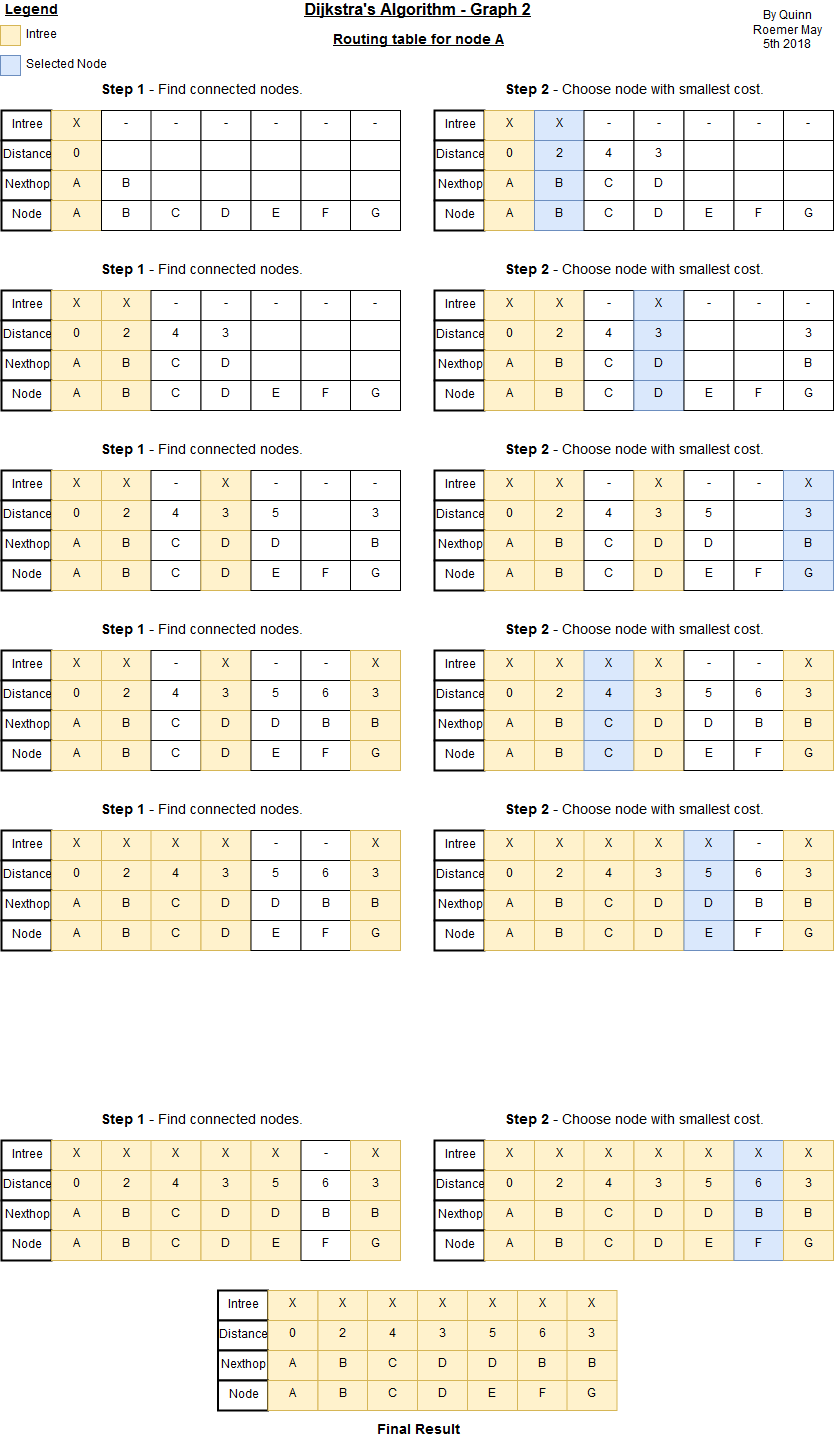 Legend
Dijkstra's Algorithm - Graph 2
By Quinn
Roemer May
5th 2018
Intree
Routing table for node A
Selected Node
Step 1 - Find connected nodes.
Intree X - - - - - -
Distance 0
Nexthop A B
Node A B C D E F G
Step 2 - Choose node with smallest cost.
Intree X X - - - - -
Distance 0 2 4 3
Nexthop A B C D
Node A B C D E F G
Step 1 - Find connected nodes.
Intree X X - - - - -
Distance 0 2 4 3
Nexthop A B C D
Node A B C D E F G
Step 2 - Choose node with smallest cost.
Intree X X - X - - -
Distance 0 2 4 3 3
Nexthop A B C D B
Node A B C D E F G
Step 1 - Find connected nodes.
Intree X X - X - - -
Distance 0 2 4 3 5 3
Nexthop A B C D D B
Node A B C D E F G
Step 2 - Choose node with smallest cost.
Intree X X - X - - X
Distance 0 2 4 3 5 3
Nexthop A B C D D B
Node A B C D E F G
Step 1 - Find connected nodes.
Intree X X - X - - X
Distance 0 2 4 3 5 6 3
Nexthop A B C D D B B
Node A B C D E F G
Step 2 - Choose node with smallest cost.
Intree X X X X - - X
Distance 0 2 4 3 5 6 3
Nexthop A B C D D B B
Node A B C D E F G
Step 1 - Find connected nodes.
Intree X X X X - - X
Distance 0 2 4 3 5 6 3
Nexthop A B C D D B B
Node A B C D E F G
Step 2 - Choose node with smallest cost.
Intree X X X X X - X
Distance 0 2 4 3 5 6 3
Nexthop A B C D D B B
Node A B C D E F G
Step 1 - Find connected nodes.
Intree X X X X X - X
Distance 0 2 4 3 5 6 3
Nexthop A B C D D B B
Node A B C D E F G
Step 2 - Choose node with smallest cost.
Intree X X X X X X X
Distance 0 2 4 3 5 6 3
Nexthop A B C D D B B
Node A B C D E F G
Intree X X X X X X X
Distance 0 2 4 3 5 6 3
Nexthop A B C D D B B
Node A B C D E F G
Final Result